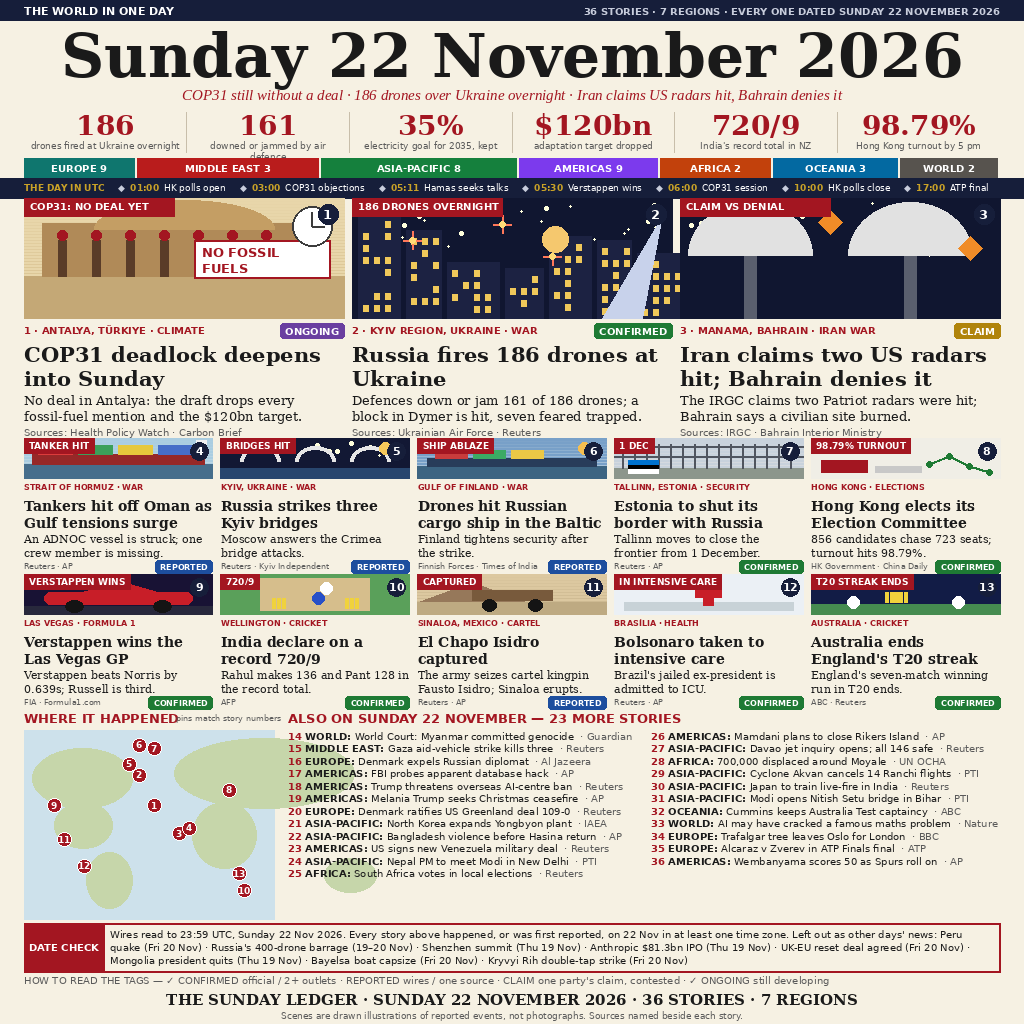 THE WORLD IN ONE DAY
36 STORIES · 7 REGIONS · EVERY ONE DATED SUNDAY 22 NOVEMBER 2026
Sunday 22 November 2026
COP31 still without a deal · 186 drones over Ukraine overnight · Iran claims US radars hit, Bahrain denies it
186
drones fired at Ukraine overnight
161
downed or jammed by air
defence
35%
electricity goal for 2035, kept
$120bn
adaptation target dropped
720/9
India's record total in NZ
98.79%
Hong Kong turnout by 5 pm
EUROPE 9
MIDDLE EAST 3
ASIA-PACIFIC 8
AMERICAS 9
AFRICA 2
OCEANIA 3
WORLD 2
THE DAY IN UTC ◆ 01:00 HK polls open ◆ 03:00 COP31 objections ◆ 05:11 Hamas seeks talks ◆ 05:30 Verstappen wins ◆ 06:00 COP31 session ◆ 10:00 HK polls close ◆ 17:00 ATP final
COP31: NO DEAL YET
1
NO FOSSIL
FUELS
1 · ANTALYA, TÜRKIYE · CLIMATE
ONGOING
COP31 deadlock deepens
into Sunday
No deal in Antalya: the draft drops every
fossil-fuel mention and the $120bn target.
Sources: Health Policy Watch · Carbon Brief
186 DRONES OVERNIGHT
2
2 · KYIV REGION, UKRAINE · WAR
CONFIRMED
Russia fires 186 drones at
Ukraine
Defences down or jam 161 of 186 drones; a
block in Dymer is hit, seven feared trapped.
Sources: Ukrainian Air Force · Reuters
CLAIM VS DENIAL
3
3 · MANAMA, BAHRAIN · IRAN WAR
CLAIM
Iran claims two US radars
hit; Bahrain denies it
The IRGC claims two Patriot radars were hit;
Bahrain says a civilian site burned.
Sources: IRGC · Bahrain Interior Ministry
TANKER HIT
4
STRAIT OF HORMUZ · WAR
Tankers hit off Oman as
Gulf tensions surge
An ADNOC vessel is struck; one
crew member is missing.
Reuters · AP
REPORTED
BRIDGES HIT
5
KYIV, UKRAINE · WAR
Russia strikes three
Kyiv bridges
Moscow answers the Crimea
bridge attacks.
Reuters · Kyiv Independent
REPORTED
SHIP ABLAZE
6
GULF OF FINLAND · WAR
Drones hit Russian
cargo ship in the Baltic
Finland tightens security after
the strike.
Finnish Forces · Times of India
REPORTED
1 DEC
7
TALLINN, ESTONIA · SECURITY
Estonia to shut its
border with Russia
Tallinn moves to close the
frontier from 1 December.
Reuters · AP
CONFIRMED
98.79% TURNOUT
8
HONG KONG · ELECTIONS
Hong Kong elects its
Election Committee
856 candidates chase 723 seats;
turnout hits 98.79%.
HK Government · China Daily
CONFIRMED
VERSTAPPEN WINS
9
LAS VEGAS · FORMULA 1
Verstappen wins the
Las Vegas GP
Verstappen beats Norris by
0.639s; Russell is third.
FIA · Formula1.com
CONFIRMED
720/9
10
WELLINGTON · CRICKET
India declare on a
record 720/9
Rahul makes 136 and Pant 128 in
the record total.
AFP
CONFIRMED
CAPTURED
11
SINALOA, MEXICO · CARTEL
El Chapo Isidro
captured
The army seizes cartel kingpin
Fausto Isidro; Sinaloa erupts.
Reuters · AP
REPORTED
IN INTENSIVE CARE
12
BRASÍLIA · HEALTH
Bolsonaro taken to
intensive care
Brazil's jailed ex-president is
admitted to ICU.
Reuters · AP
CONFIRMED
T20 STREAK ENDS
13
AUSTRALIA · CRICKET
Australia ends
England's T20 streak
England's seven-match winning
run in T20 ends.
ABC · Reuters
CONFIRMED
WHERE IT HAPPENED
pins match story numbers
6
7
5
2
8
9
1
3
4
11
12
13
10
ALSO ON SUNDAY 22 NOVEMBER — 23 MORE STORIES
14 WORLD: World Court: Myanmar committed genocide · Guardian
15 MIDDLE EAST: Gaza aid-vehicle strike kills three · Reuters
16 EUROPE: Denmark expels Russian diplomat · Al Jazeera
17 AMERICAS: FBI probes apparent database hack · AP
18 AMERICAS: Trump threatens overseas AI-centre ban · Reuters
19 AMERICAS: Melania Trump seeks Christmas ceasefire · AP
20 EUROPE: Denmark ratifies US Greenland deal 109-0 · Reuters
21 ASIA-PACIFIC: North Korea expands Yongbyon plant · IAEA
22 ASIA-PACIFIC: Bangladesh violence before Hasina return · AP
23 AMERICAS: US signs new Venezuela military deal · Reuters
24 ASIA-PACIFIC: Nepal PM to meet Modi in New Delhi · PTI
25 AFRICA: South Africa votes in local elections · Reuters
26 AMERICAS: Mamdani plans to close Rikers Island · AP
27 ASIA-PACIFIC: Davao jet inquiry opens; all 146 safe · Reuters
28 AFRICA: 700,000 displaced around Moyale · UN OCHA
29 ASIA-PACIFIC: Cyclone Akvan cancels 14 Ranchi flights · PTI
30 ASIA-PACIFIC: Japan to train live-fire in India · Reuters
31 ASIA-PACIFIC: Modi opens Nitish Setu bridge in Bihar · PTI
32 OCEANIA: Cummins keeps Australia Test captaincy · ABC
33 WORLD: AI may have cracked a famous maths problem · Nature
34 EUROPE: Trafalgar tree leaves Oslo for London · BBC
35 EUROPE: Alcaraz v Zverev in ATP Finals final · ATP
36 AMERICAS: Wembanyama scores 50 as Spurs roll on · AP
DATE CHECK
Wires read to 23:59 UTC, Sunday 22 Nov 2026. Every story above happened, or was first reported, on 22 Nov in at least one time zone. Left out as other days' news: Peru
quake (Fri 20 Nov) · Russia's 400-drone barrage (19–20 Nov) · Shenzhen summit (Thu 19 Nov) · Anthropic $81.3bn IPO (Thu 19 Nov) · UK-EU reset deal agreed (Fri 20 Nov) ·
Mongolia president quits (Thu 19 Nov) · Bayelsa boat capsize (Fri 20 Nov) · Kryvyi Rih double-tap strike (Fri 20 Nov)
HOW TO READ THE TAGS — ✓ CONFIRMED official / 2+ outlets · REPORTED wires / one source · CLAIM one party's claim, contested · ✓ ONGOING still developing
THE SUNDAY LEDGER · SUNDAY 22 NOVEMBER 2026 · 36 STORIES · 7 REGIONS
Scenes are drawn illustrations of reported events, not photographs. Sources named beside each story.